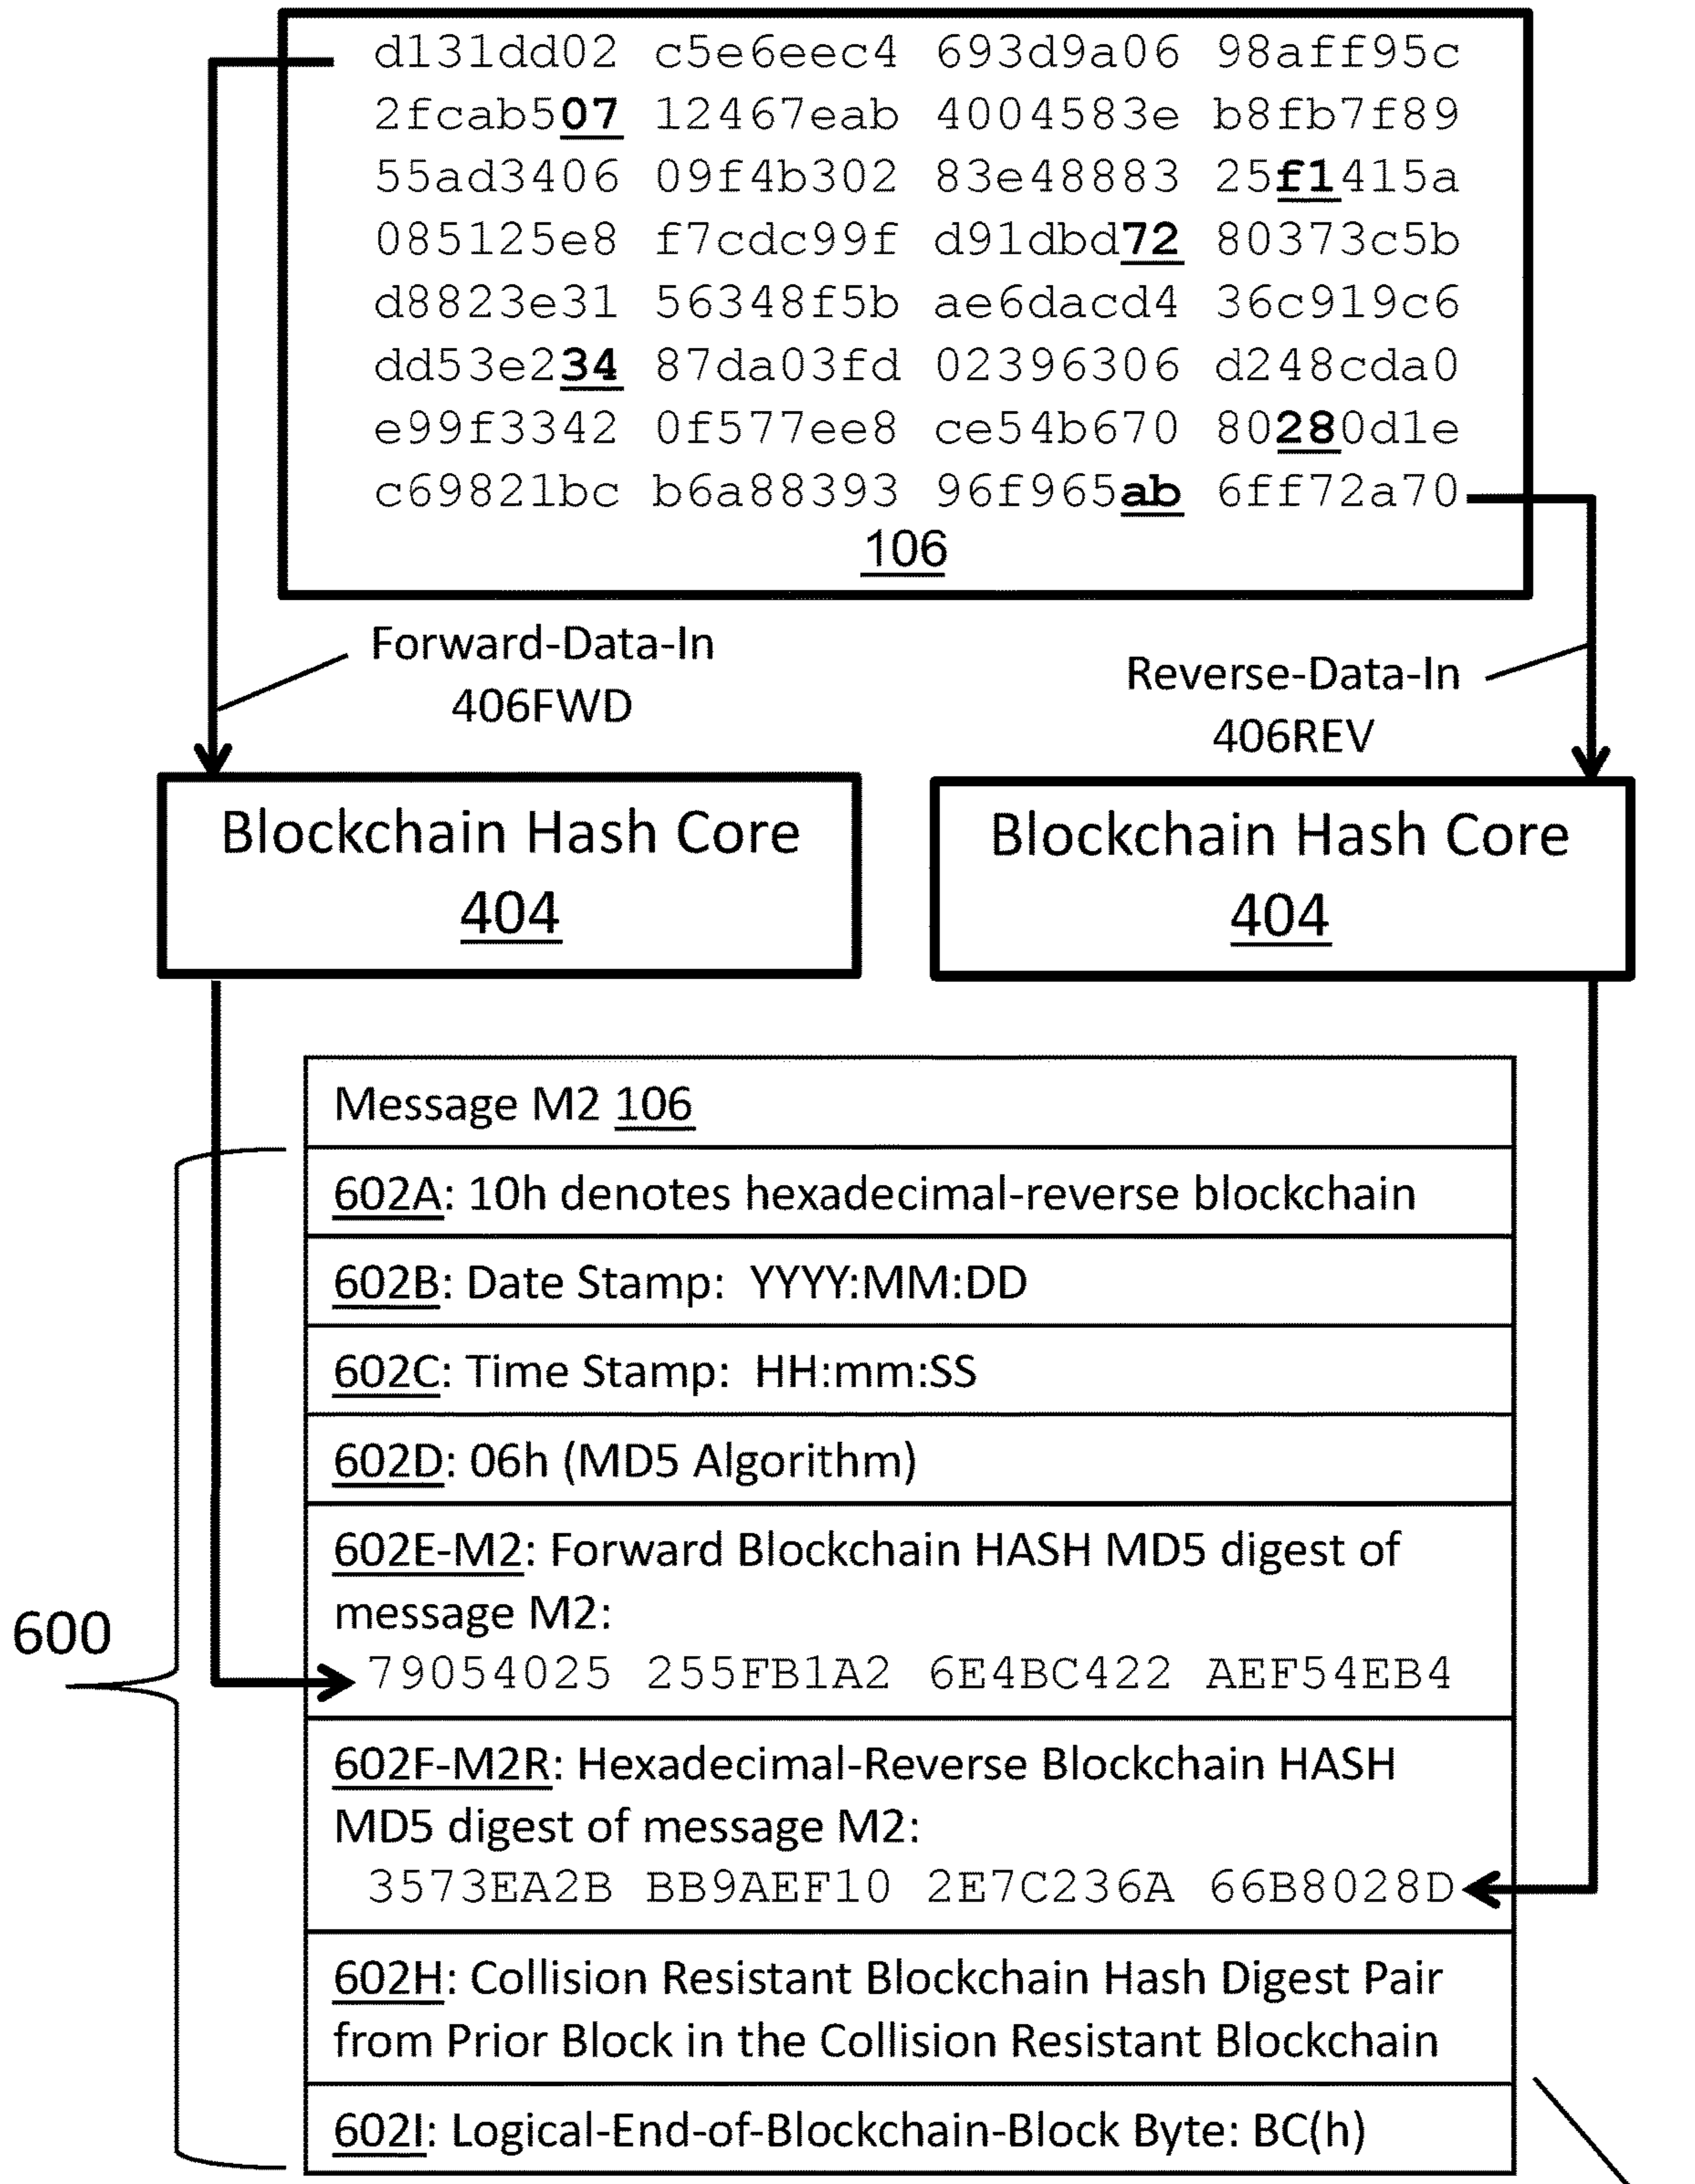 d131dd02 c5e6eec4 693d9a06 98aff95c
2fcab507 12467eab 4004583e b8fb7f89
55ad3406 09f4b302 83e48883 25f1415a
085125e8 f7cdc99f d91dbd72 80373c5b
d8823e31 56348f5b ae6dacd4 36c919c6
dd53e234 87da03fd 02396306 d248cda0
e99f3342 0f577ee8 ce54b670 80280d1e
c69821bc b6a88393 96f965ab 6ff72a70
106
Forward-Data-In
406FWD
Reverse-Data-In
406REV
Blockchain Hash Core
404
Blockchain Hash Core
404
Message M2 106
602A: 10h denotes hexadecimal-reverse blockchain
602B: Date Stamp: YYYY:MM:DD
602C: Time Stamp: HH:mm:SS
602D: 06h (MD5 Algorithm)
602E-M2: Forward Blockchain HASH MD5 digest of
message M2:
79054025 255FB1A2 6E4BC422 AEF54EB4
602F-M2R: Hexadecimal-Reverse Blockchain HASH
MD5 digest of message M2:
3573EA2B BB9AEF10 2E7C236A 66B8028D
602H: Collision Resistant Blockchain Hash Digest Pair
from Prior Block in the Collision Resistant Blockchain
602I: Logical-End-of-Blockchain-Block Byte: BC(h)
600